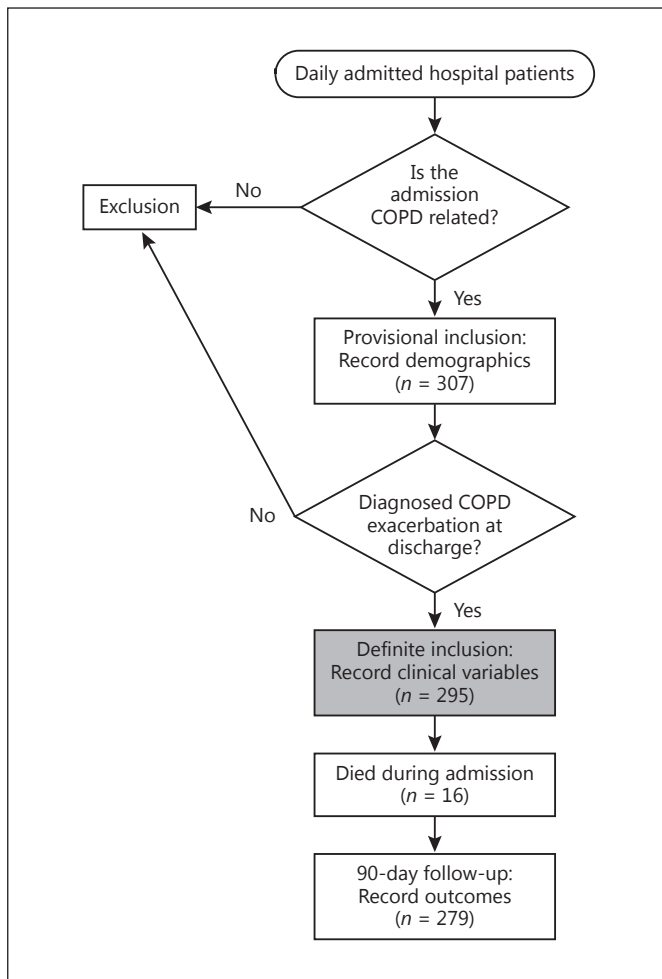 Daily admitted hospital patients
Is the
admission
COPD related?
No
Exclusion
Yes
Provisional inclusion:
Record demographics
(n = 307)
Diagnosed COPD
exacerbation at
discharge?
No
Yes
Definite inclusion:
Record clinical variables
(n = 295)
Died during admission
(n = 16)
90-day follow-up:
Record outcomes
(n = 279)